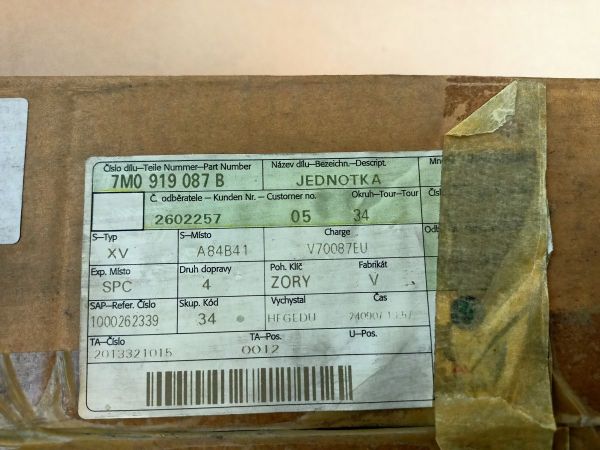 Číslo dílu—Teile Nummer—Part Number Název dílu—Bezeichn.—Descript.
7M0 919 087 B JEDNOTKA
Č. odběratele — Kunden Nr. — Customer no. Okruh—Tour—Tour Čís
2602257 05 34
S—Typ S—Místo Charge
XV A84B41 V70087EU
Exp. Místo Druh dopravy Poh. Klíč Fabrikát
SPC 4 ZORY V
SAP—Refer. Číslo Skup. Kód Vychystal Čas
1000262339 34 HEGEDU
TA—Číslo TA—Pos. U—Pos.
2013321015 0012